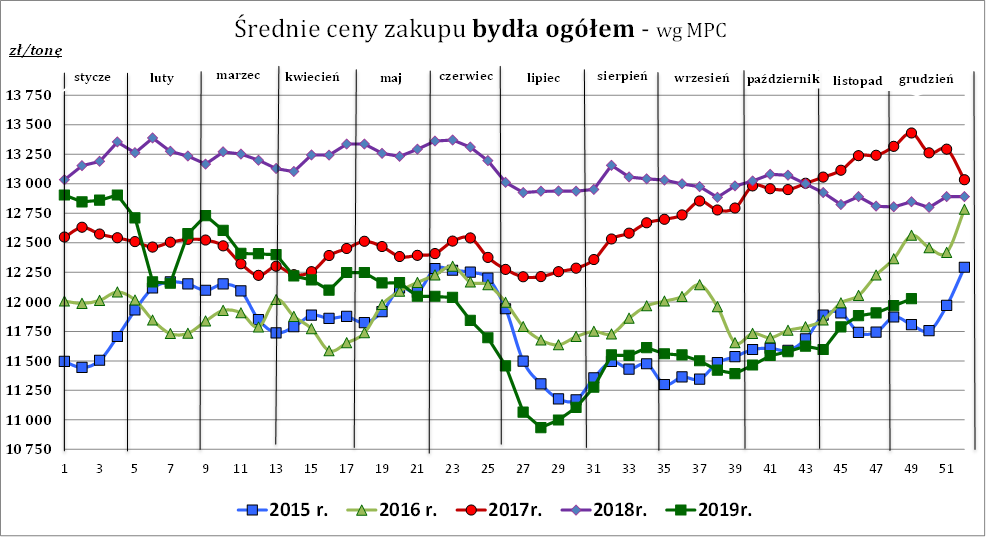 Średnie ceny zakupu bydła ogółem - wg MPC
zł/tonę
stycze luty marzec kwiecień maj czerwiec lipiec sierpień wrzesień październik listopad grudzień
13 750
13 500
13 250
13 000
12 750
12 500
12 250
12 000
11 750
11 500
11 250
11 000
10 750
1 3 5 7 9 11 13 15 17 19 21 23 25 27 29 31 33 35 37 39 41 43 45 47 49 51
2015 r. 2016 r. 2017r. 2018r. 2019r.